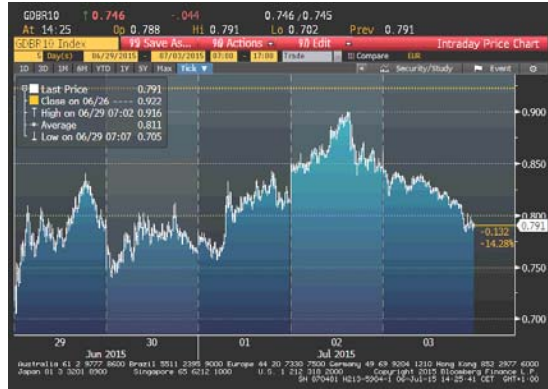 GDBR10 ↑ 0.746 -.044 0.746/0.745
At 14:25 Op 0.788 Hi 0.791 Lo 0.702 Prev 0.791
GDBR10 Index 99 Save As... 98 Actions 97 Edit Intraday Price Chart
5 Day(s) 06/29/2015 - 07/03/2015 07:00 - 17:00 Trade Compare EUR
1D 3D 1M 6M YTD 1Y 5Y Max Tick ▼ Security/Study Event
Last Price 0.791
Close on 06/26 ---- 0.922
High on 06/29 07:02 0.916
Average 0.811
Low on 06/29 07:07 0.705
0.900
0.850
0.800
0.791
-0.132
-14.28%
0.750
0.700
29 30 01 02 03
Jun 2015 Jul 2015
Australia 61 2 9777 8600 Brazil 5511 2395 9000 Europe 44 20 7330 7500 Germany 49 69 9204 1210 Hong Kong 852 2977 6000
Japan 81 3 3201 8900 Singapore 65 6212 1000 U.S. 1 212 318 2000 Copyright 2015 Bloomberg Finance L.P.
SN 070401 H213-5904-1 06-Jul-15 14:25:41 CET GMT+1:00